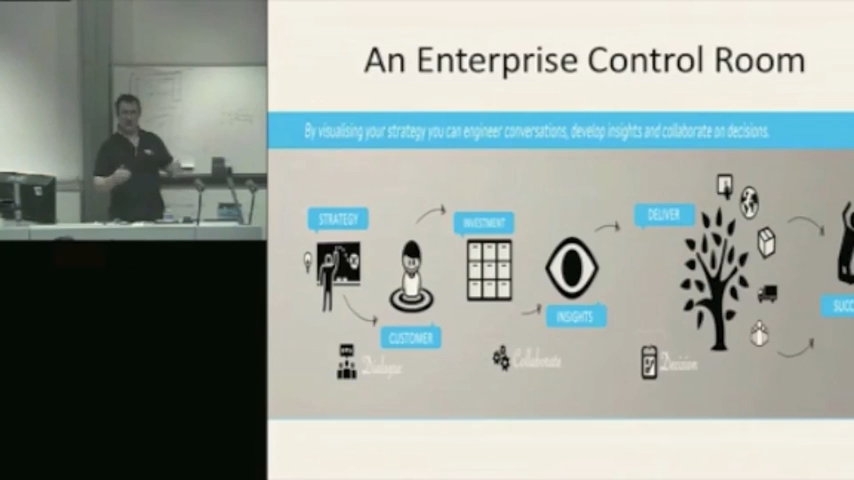 An Enterprise Control Room
By visualising your strategy you can engineer conversations, develop insights and collaborate on decisions.
STRATEGY
INVESTMENT
DELIVER
INSIGHTS
SUCC
CUSTOMER
Dialogue
Collaborate
Decision